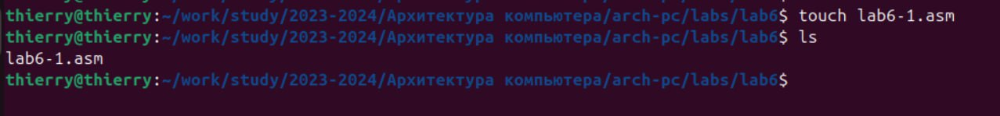 thierry@thierry:~/work/study/2023-2024/Архитектура компьютера/arch-pc/labs/lab6$ touch lab6-1.asm
thierry@thierry:~/work/study/2023-2024/Архитектура компьютера/arch-pc/labs/lab6$ ls
lab6-1.asm
thierry@thierry:~/work/study/2023-2024/Архитектура компьютера/arch-pc/labs/lab6$